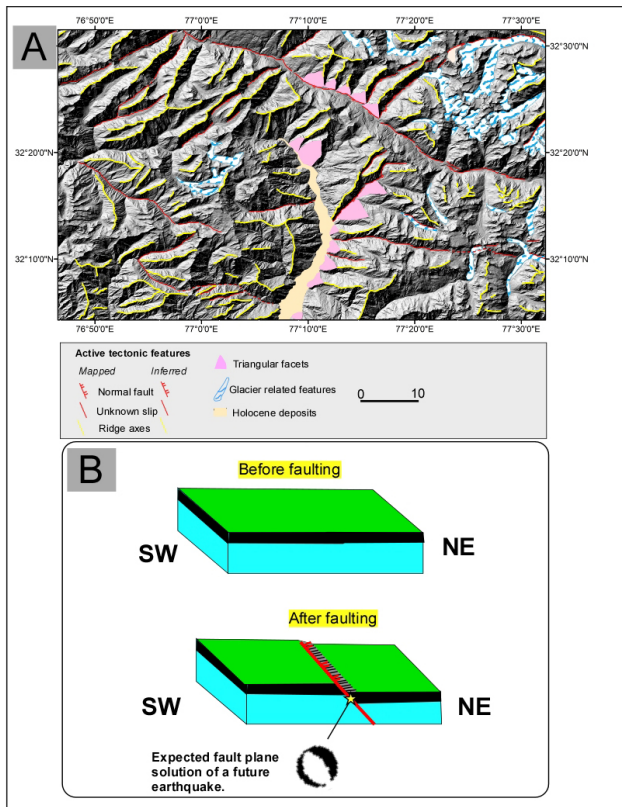 76°50'0"E 77°0'0"E 77°10'0"E 77°20'0"E 77°30'0"E
A
32°30'0"N
32°20'0"N 32°20'0"N
32°10'0"N 32°10'0"N
76°50'0"E 77°0'0"E 77°10'0"E 77°20'0"E 77°30'0"E
Active tectonic features
Mapped Inferred
Normal fault
Unknown slip
Ridge axes
Triangular facets
Glacier related features
Holocene deposits
0 10
B
Before faulting
SW NE
After faulting
SW NE
Expected fault plane
solution of a future
earthquake.